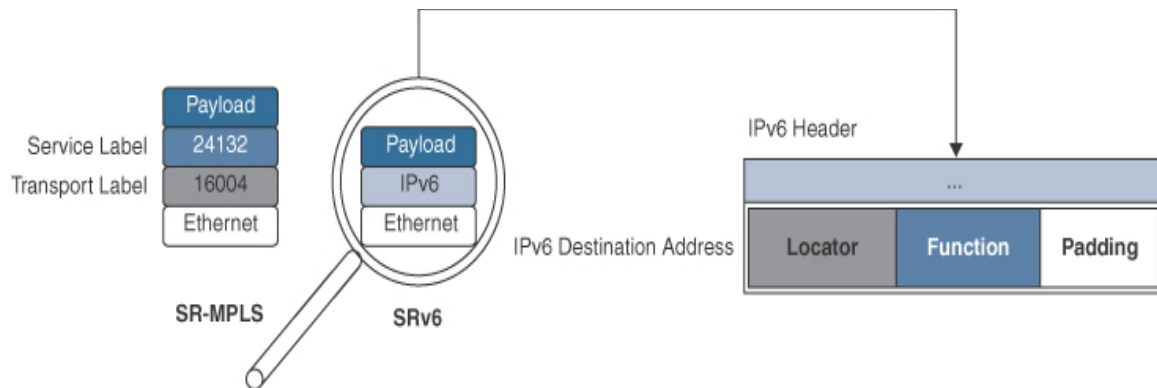 Payload
Service Label 24132
Transport Label 16004
Ethernet
SR-MPLS
Payload
IPv6
Ethernet
SRv6
IPv6 Header
...
IPv6 Destination Address Locator Function Padding